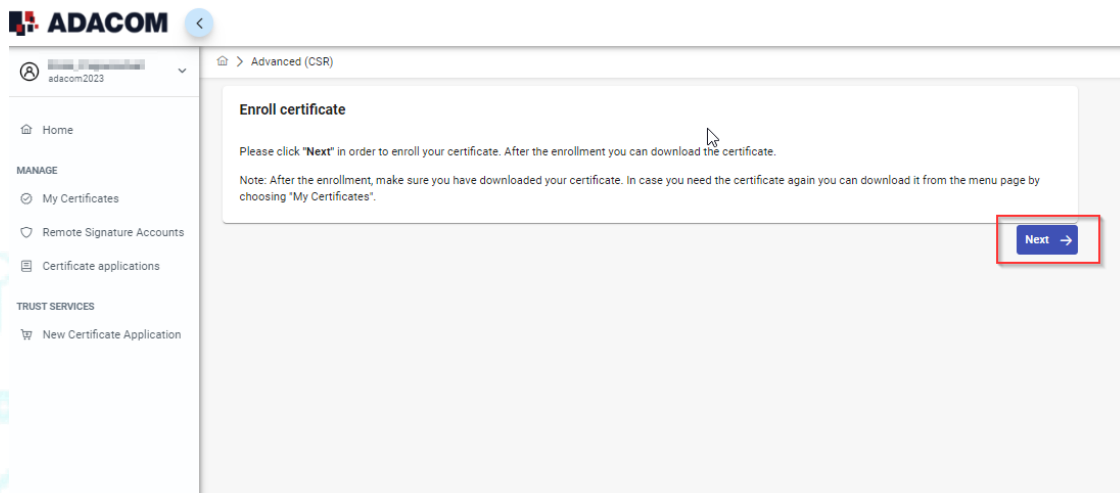 ADACOM
adacom2023
Advanced (CSR)
Enroll certificate
Home
Please click "Next" in order to enroll your certificate. After the enrollment you can download the certificate.
MANAGE
Note: After the enrollment, make sure you have downloaded your certificate. In case you need the certificate again you can download it from the menu page by
choosing "My Certificates".
My Certificates
Remote Signature Accounts
Next
Certificate applications
TRUST SERVICES
New Certificate Application